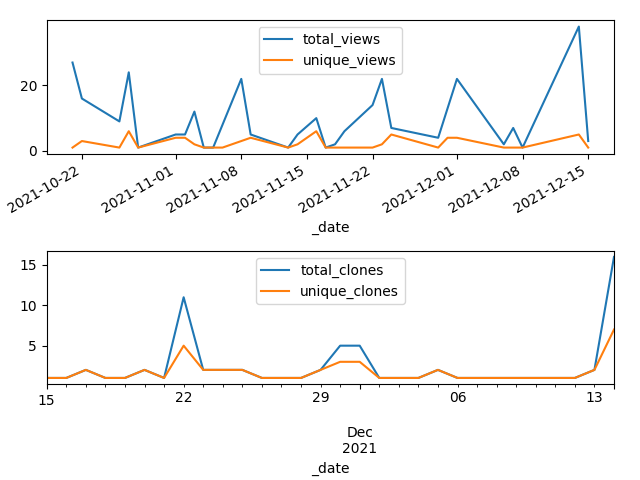 total_views
unique_views
20
0
2021-10-22
2021-11-01
2021-11-08
2021-11-15
2021-11-22
2021-12-01
2021-12-08
2021-12-15
_date
total_clones
unique_clones
15
10
5
15
22
29
06
13
Dec
2021
_date